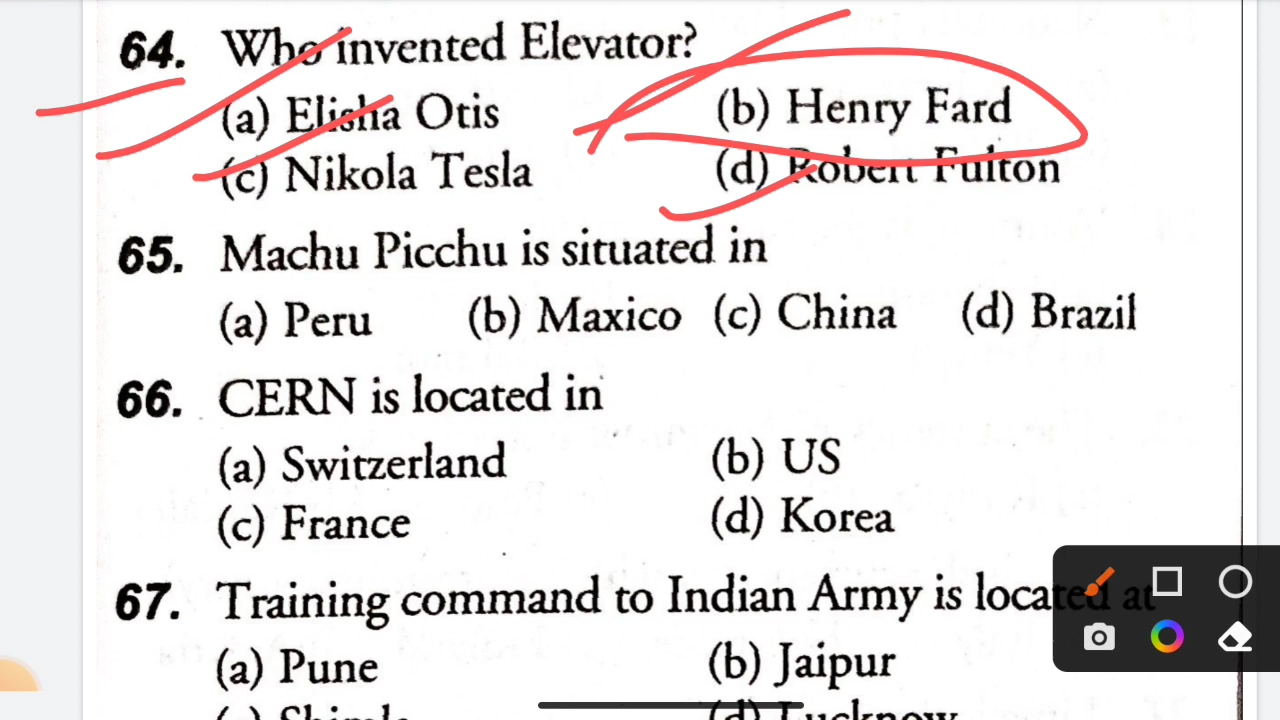 64. Who invented Elevator?
(a) Elisha Otis (b) Henry Fard
(c) Nikola Tesla (d) Robert Fulton
65. Machu Picchu is situated in
(a) Peru (b) Maxico (c) China (d) Brazil
66. CERN is located in
(a) Switzerland (b) US
(c) France (d) Korea
67. Training command to Indian Army is located at
(a) Pune (b) Jaipur
(c) Shimla (d) Lucknow